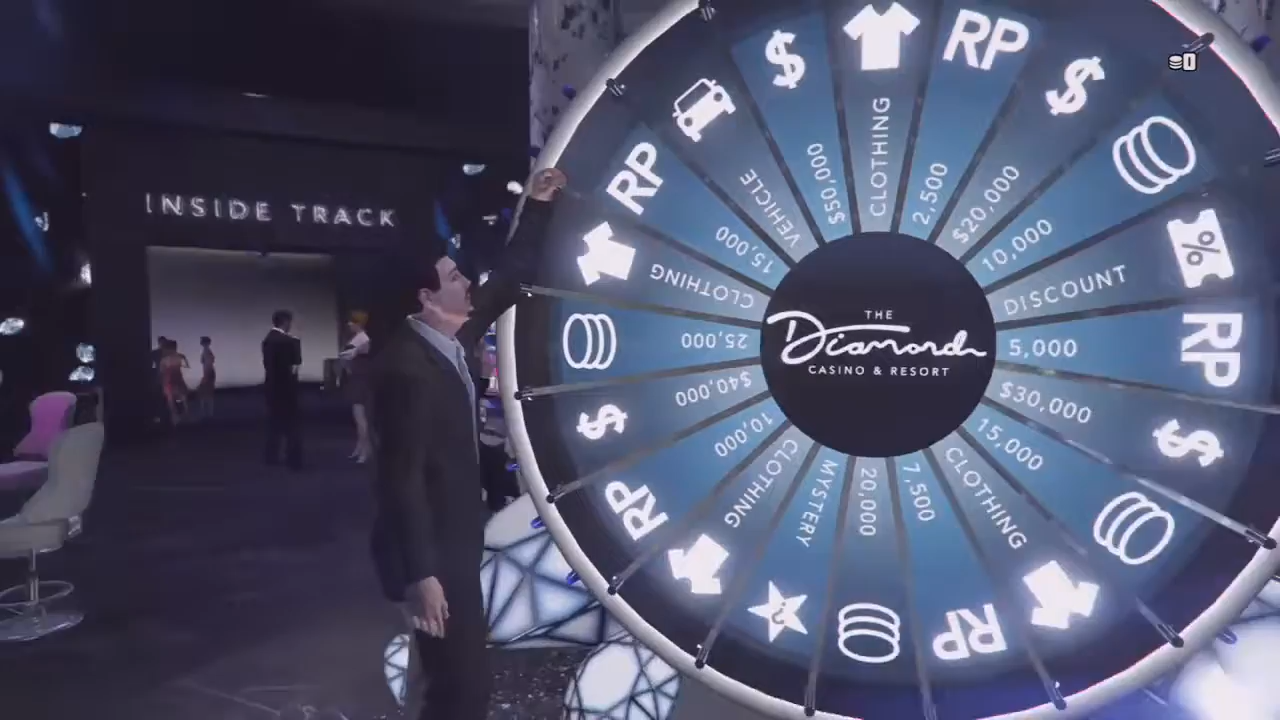 0
INSIDE TRACK
THE
Diamond
CASINO & RESORT
CLOTHING
RP
2,500
$
$20,000
10,000
%
DISCOUNT
RP
5,000
$
$30,000
15,000
CLOTHING
RP
7,500
20,000
?
MYSTERY
CLOTHING
RP
10,000
$
$40,000
25,000
CLOTHING
RP
15,000
VEHICLE
$
$50,000